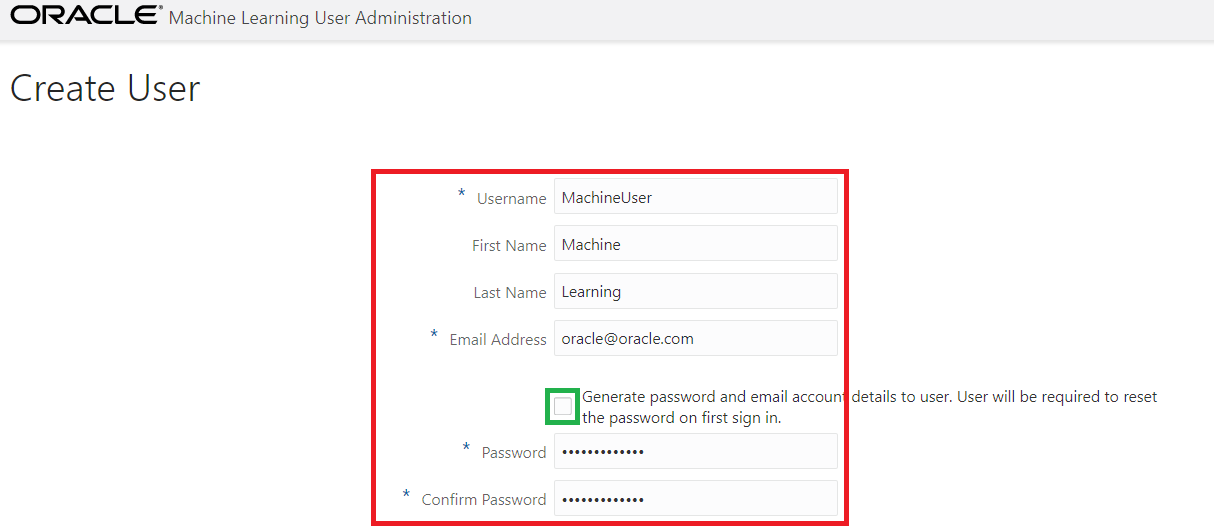 ORACLE® Machine Learning User Administration
Create User
* Username MachineUser
First Name Machine
Last Name Learning
* Email Address oracle@oracle.com
Generate password and email account details to user. User will be required to reset
the password on first sign in.
* Password •••••••••••••
* Confirm Password •••••••••••••